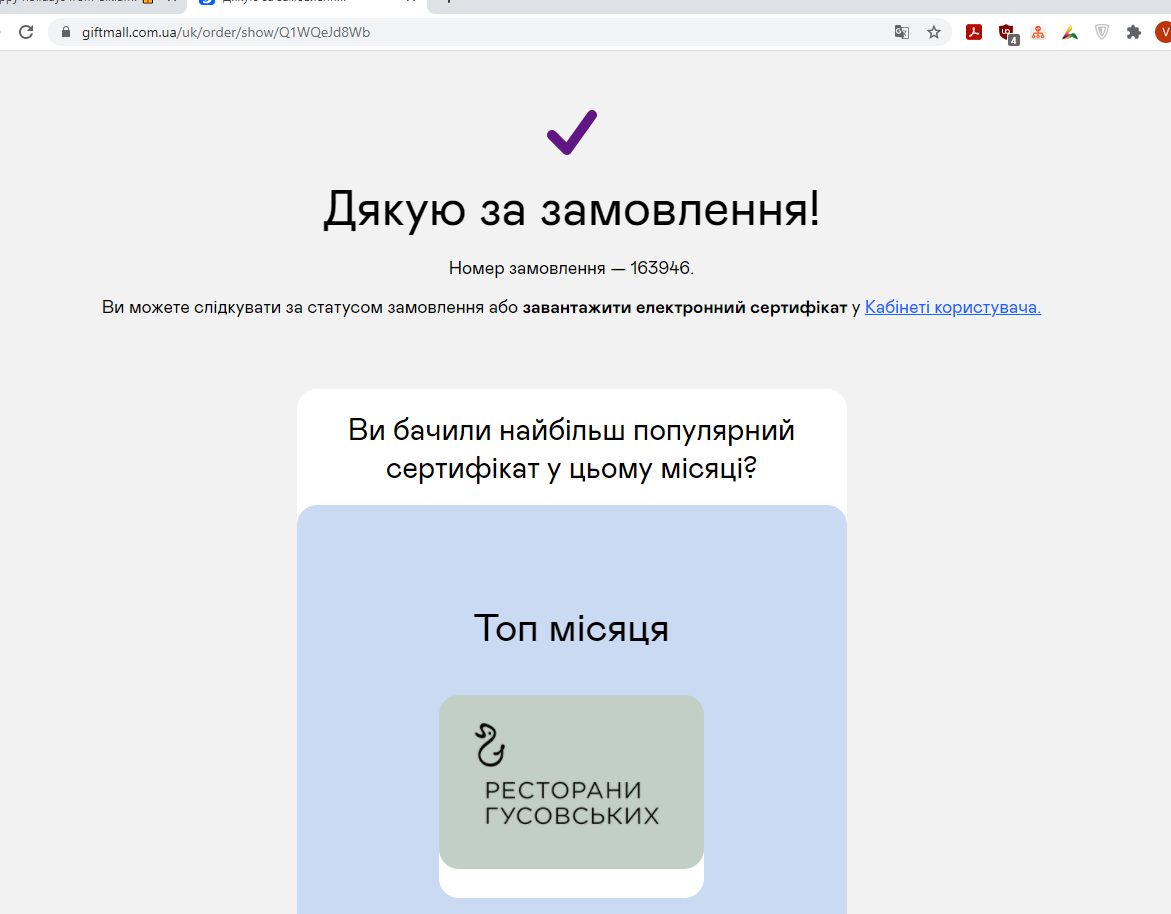 giftmall.com.ua/uk/order/show/Q1WQeJd8Wb
4
V
Дякую за замовлення!
Номер замовлення — 163946.
Ви можете слідкувати за статусом замовлення або завантажити електронний сертифікат у Кабінеті користувача.
Ви бачили найбільш популярний
сертифікат у цьому місяці?
Топ місяця
РЕСТОРАНИ
ГУСОВСЬКИХ